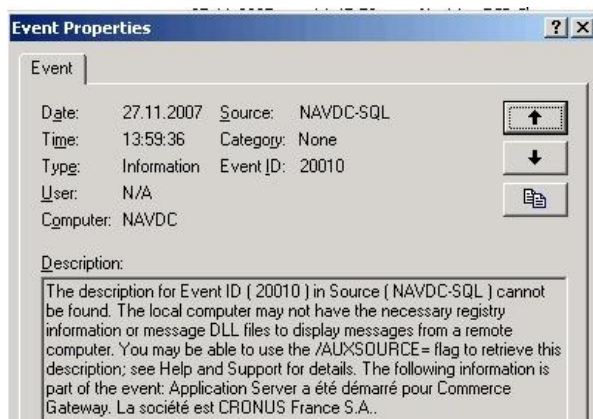 Event Properties
Event
Date: 27.11.2007 Source: NAVDC-SQL
Time: 13:59:36 Category: None
Type: Information Event ID: 20010
User: N/A
Computer: NAVDC
Description:
The description for Event ID ( 20010 ) in Source ( NAVDC-SQL ) cannot
be found. The local computer may not have the necessary registry
information or message DLL files to display messages from a remote
computer. You may be able to use the /AUXSOURCE= flag to retrieve this
description; see Help and Support for details. The following information is
part of the event: Application Server a été démarré pour Commerce
Gateway. La société est CRONUS France S.A..